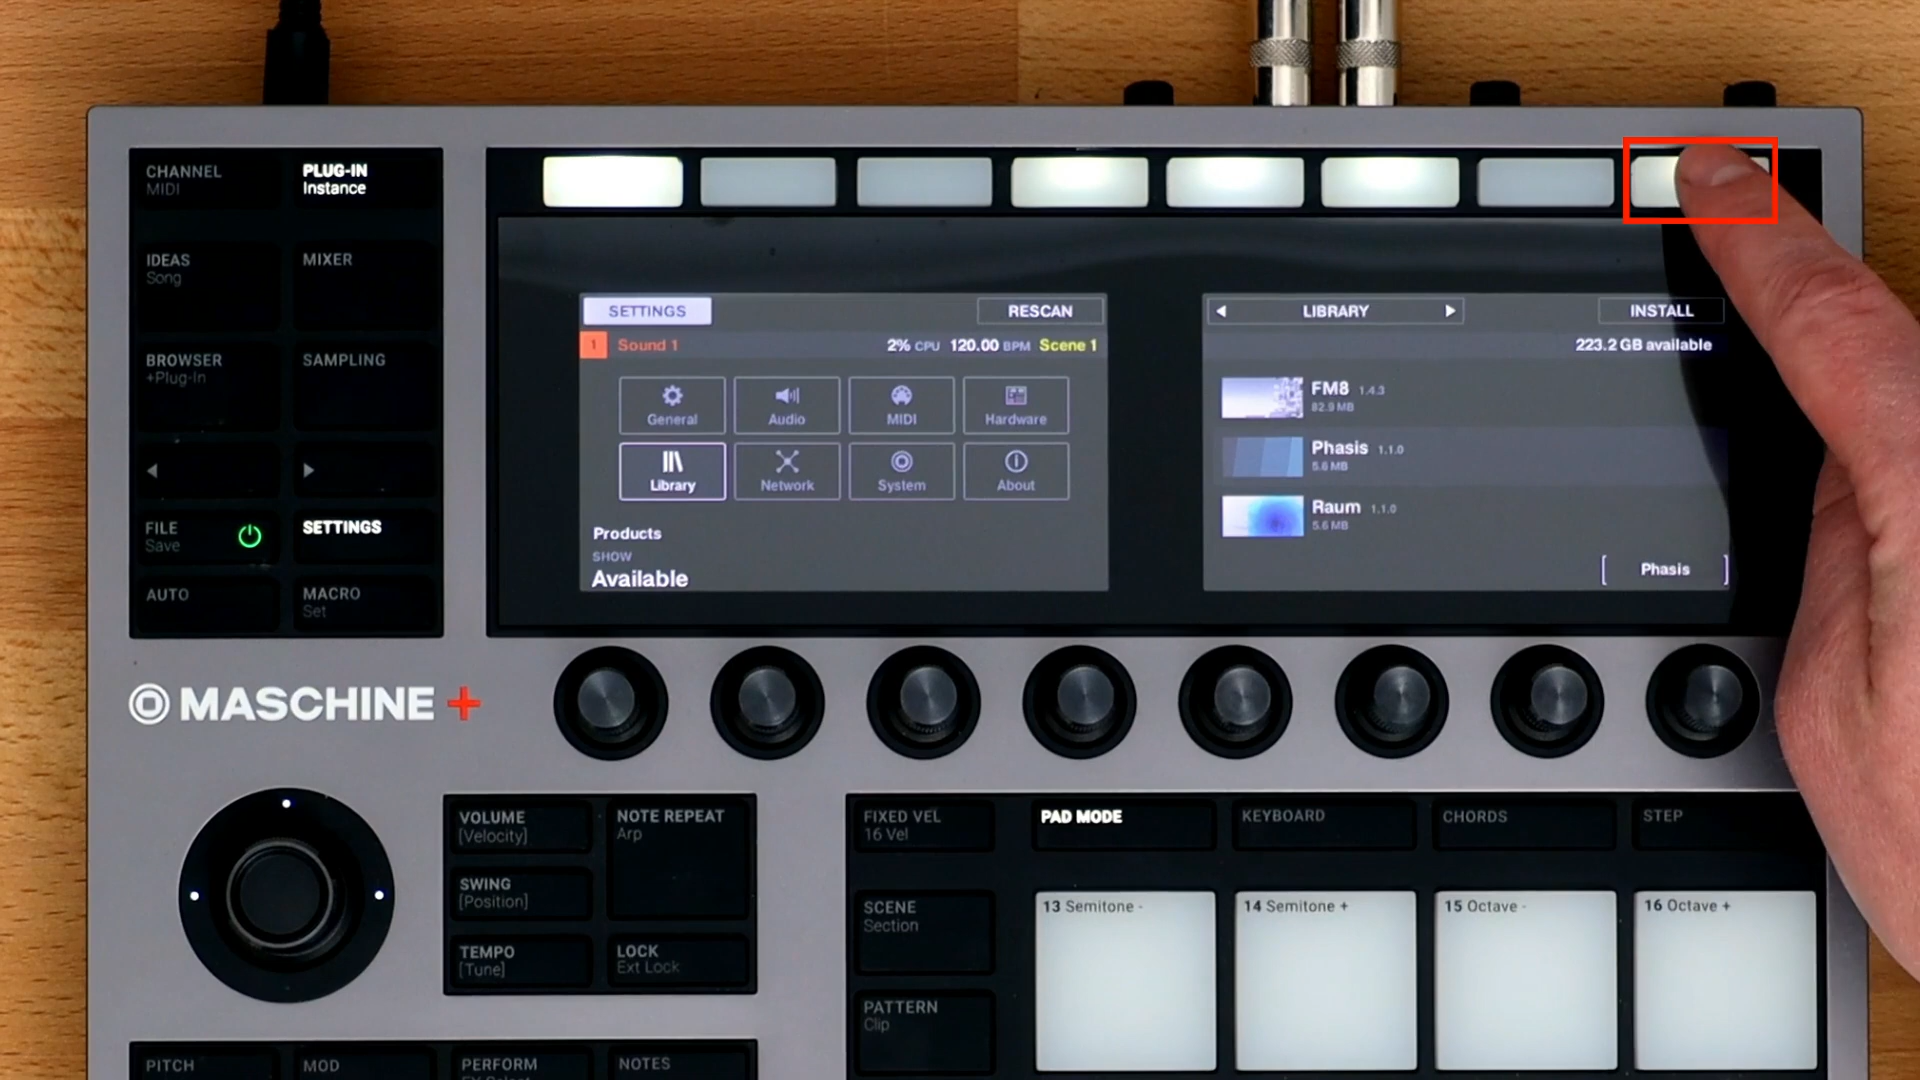 CHANNEL
MIDI
PLUG-IN
Instance
IDEAS
Song
MIXER
BROWSER
+Plug-In
SAMPLING
FILE
Save
SETTINGS
AUTO
MACRO
Set
SETTINGS
RESCAN
1
Sound 1
2% CPU 120.00 BPM Scene 1
General
Audio
MIDI
Hardware
Library
Network
System
About
Products
SHOW
Available
LIBRARY
INSTALL
223.2 GB available
FM8 1.4.3
82.9 MB
Phasis 1.1.0
5.6 MB
Raum 1.1.0
5.6 MB
Phasis
MASCHINE+
VOLUME
[Velocity]
NOTE REPEAT
Arp
SWING
[Position]
TEMPO
[Tune]
LOCK
Ext Lock
FIXED VEL
16 Vel
PAD MODE
KEYBOARD
CHORDS
STEP
SCENE
Section
PATTERN
Clip
13 Semitone -
14 Semitone +
15 Octave -
16 Octave +
PITCH
MOD
PERFORM
NOTES